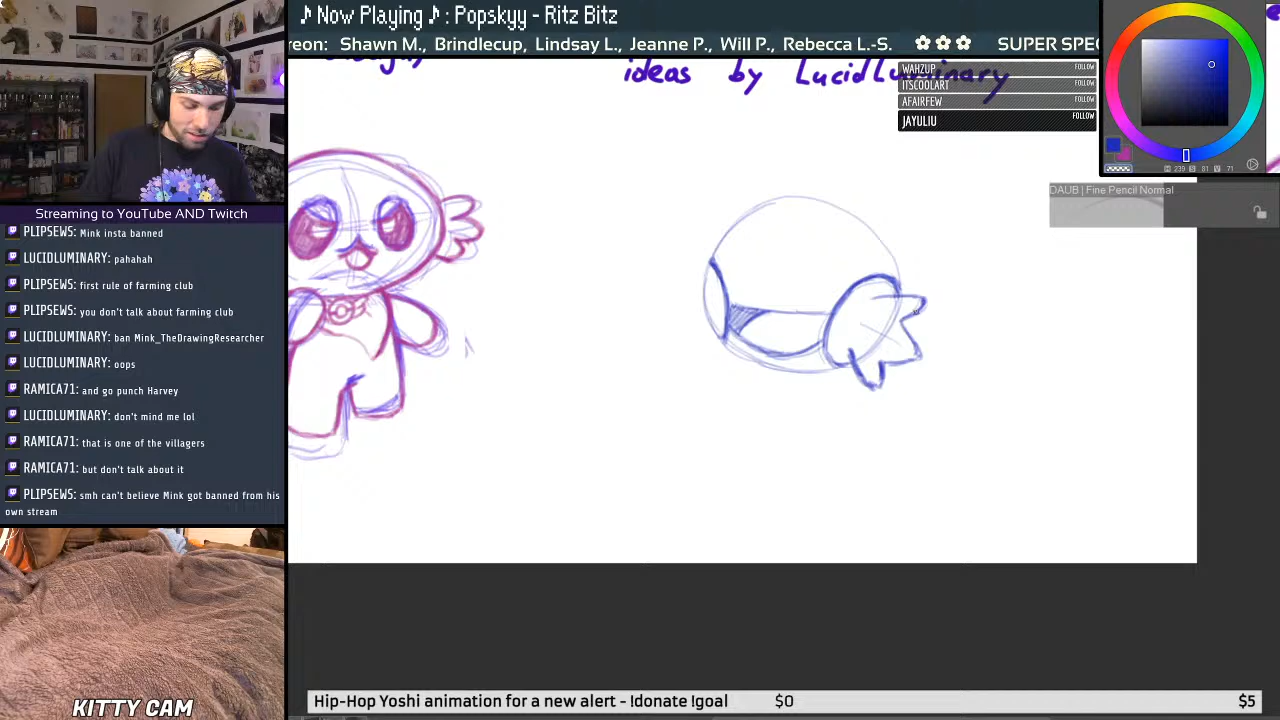 ♪ Now Playing ♪ : Popskyy - Ritz Bitz
reon: Shawn M., Brindlecup, Lindsay L., Jeanne P., Will P., Rebecca L.-S. ✿ ✿ ✿ SUPER SPEC
ideas by LucidLuminary
WAHZUP FOLLOW
ITSCOOLART FOLLOW
AFAIRFEW FOLLOW
JAYULIU FOLLOW
H 239 S 81 V 71
DAUB | Fine Pencil Normal
Streaming to YouTube AND Twitch
PLIPSEWS: Mink insta banned
LUCIDLUMINARY: pahahah
PLIPSEWS: first rule of farming club
PLIPSEWS: you don't talk about farming club
LUCIDLUMINARY: ban Mink_TheDrawingResearcher
LUCIDLUMINARY: oops
RAMICA71: and go punch Harvey
LUCIDLUMINARY: don't mind me lol
RAMICA71: that is one of the villagers
RAMICA71: but don't talk about it
PLIPSEWS: smh can't believe Mink got banned from his
own stream
KITTY CAM
Hip-Hop Yoshi animation for a new alert - !donate !goal $0 $5